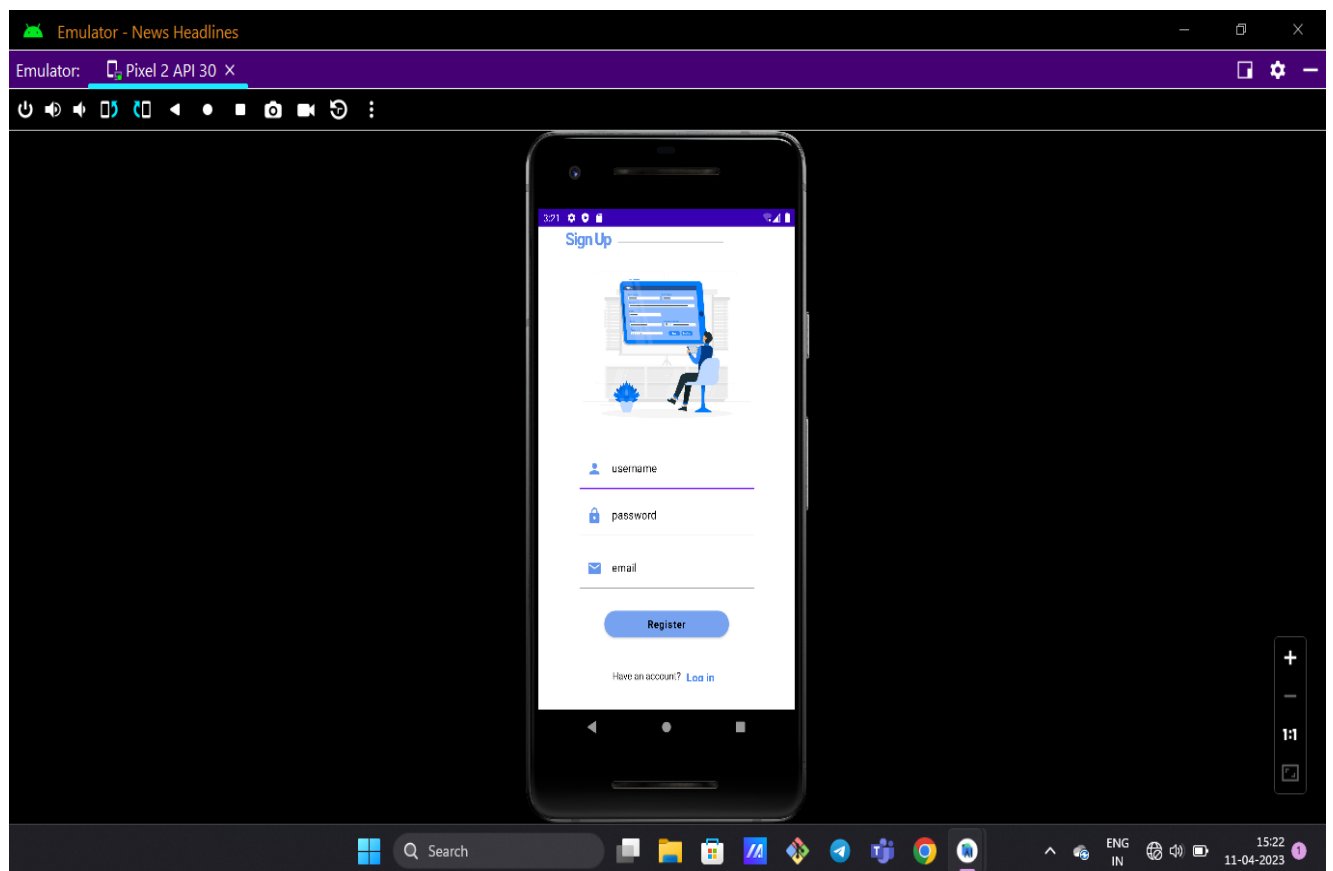 Emulator - News Headlines
Emulator: Pixel 2 API 30
3:21
Sign Up
username
password
email
Register
Have an account? Log in
1:1
Search
ENG
IN
15:22
11-04-2023
1